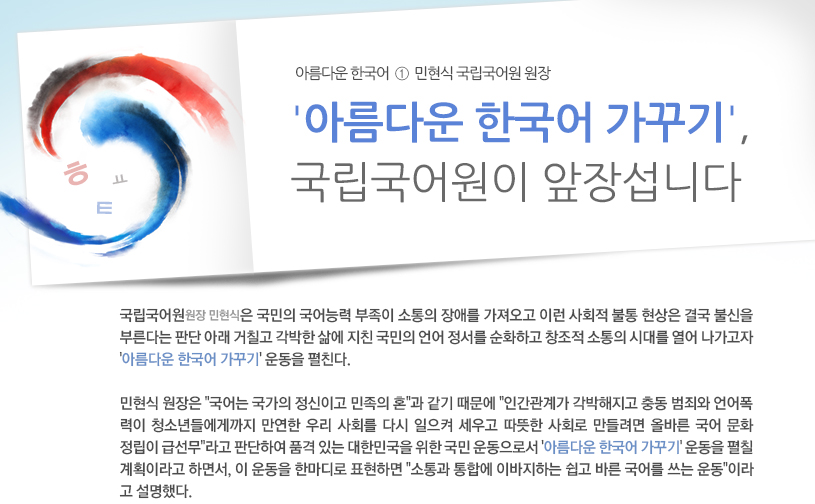 아름다운 한국어 ① 민현식 국립국어원 원장
'아름다운 한국어 가꾸기',
국립국어원이 앞장섭니다
ㅎ ㅛ
ㅌ
국립국어원원장 민현식은 국민의 국어능력 부족이 소통의 장애를 가져오고 이런 사회적 불통 현상은 결국 불신을
부른다는 판단 아래 거칠고 각박한 삶에 지친 국민의 언어 정서를 순화하고 창조적 소통의 시대를 열어 나가고자
'아름다운 한국어 가꾸기' 운동을 펼친다.
민현식 원장은 "국어는 국가의 정신이고 민족의 혼"과 같기 때문에 "인간관계가 각박해지고 충동 범죄와 언어폭
력이 청소년들에게까지 만연한 우리 사회를 다시 일으켜 세우고 따뜻한 사회로 만들려면 올바른 국어 문화
정립이 급선무"라고 판단하여 품격 있는 대한민국을 위한 국민 운동으로서 '아름다운 한국어 가꾸기' 운동을 펼칠
계획이라고 하면서, 이 운동을 한마디로 표현하면 "소통과 통합에 이바지하는 쉽고 바른 국어를 쓰는 운동"이라
고 설명했다.